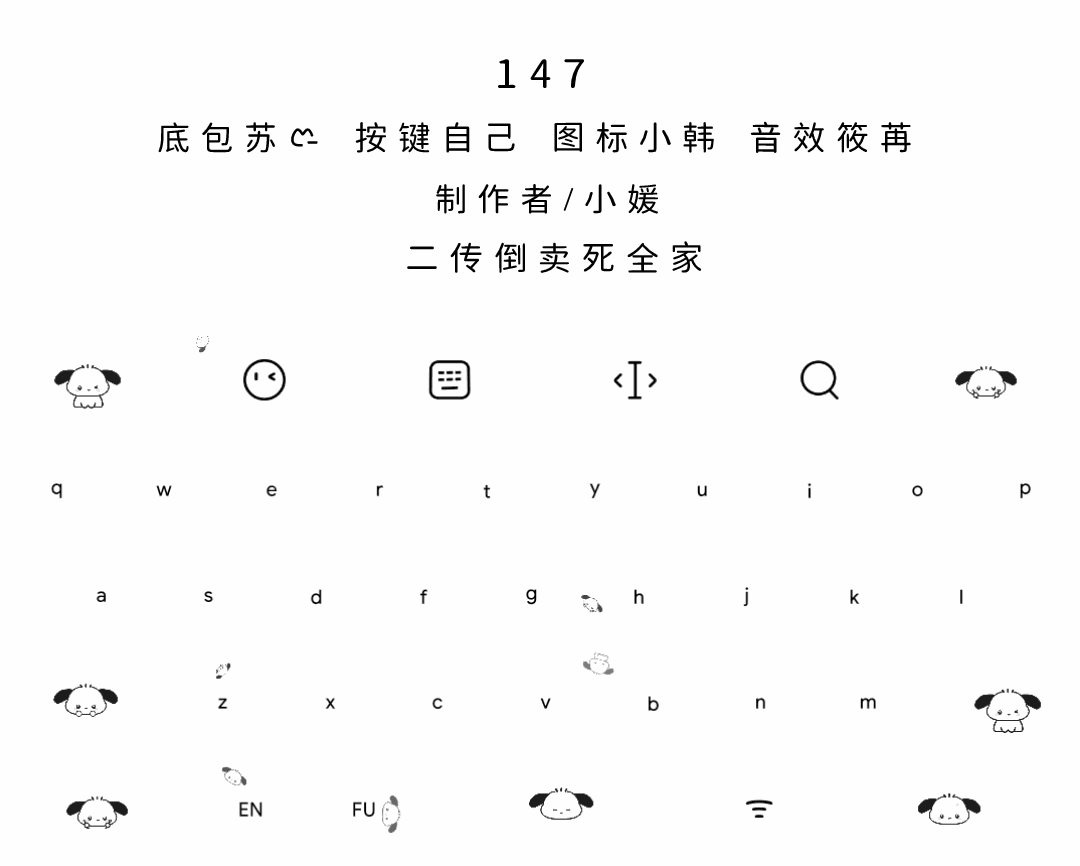 147
底包苏ෆ 按键自己 图标小韩 音效筱苒
制作者/小媛
二传倒卖死全家
q w e r t y u i o p
a s d f g h j k l
z x c v b n m
EN FU